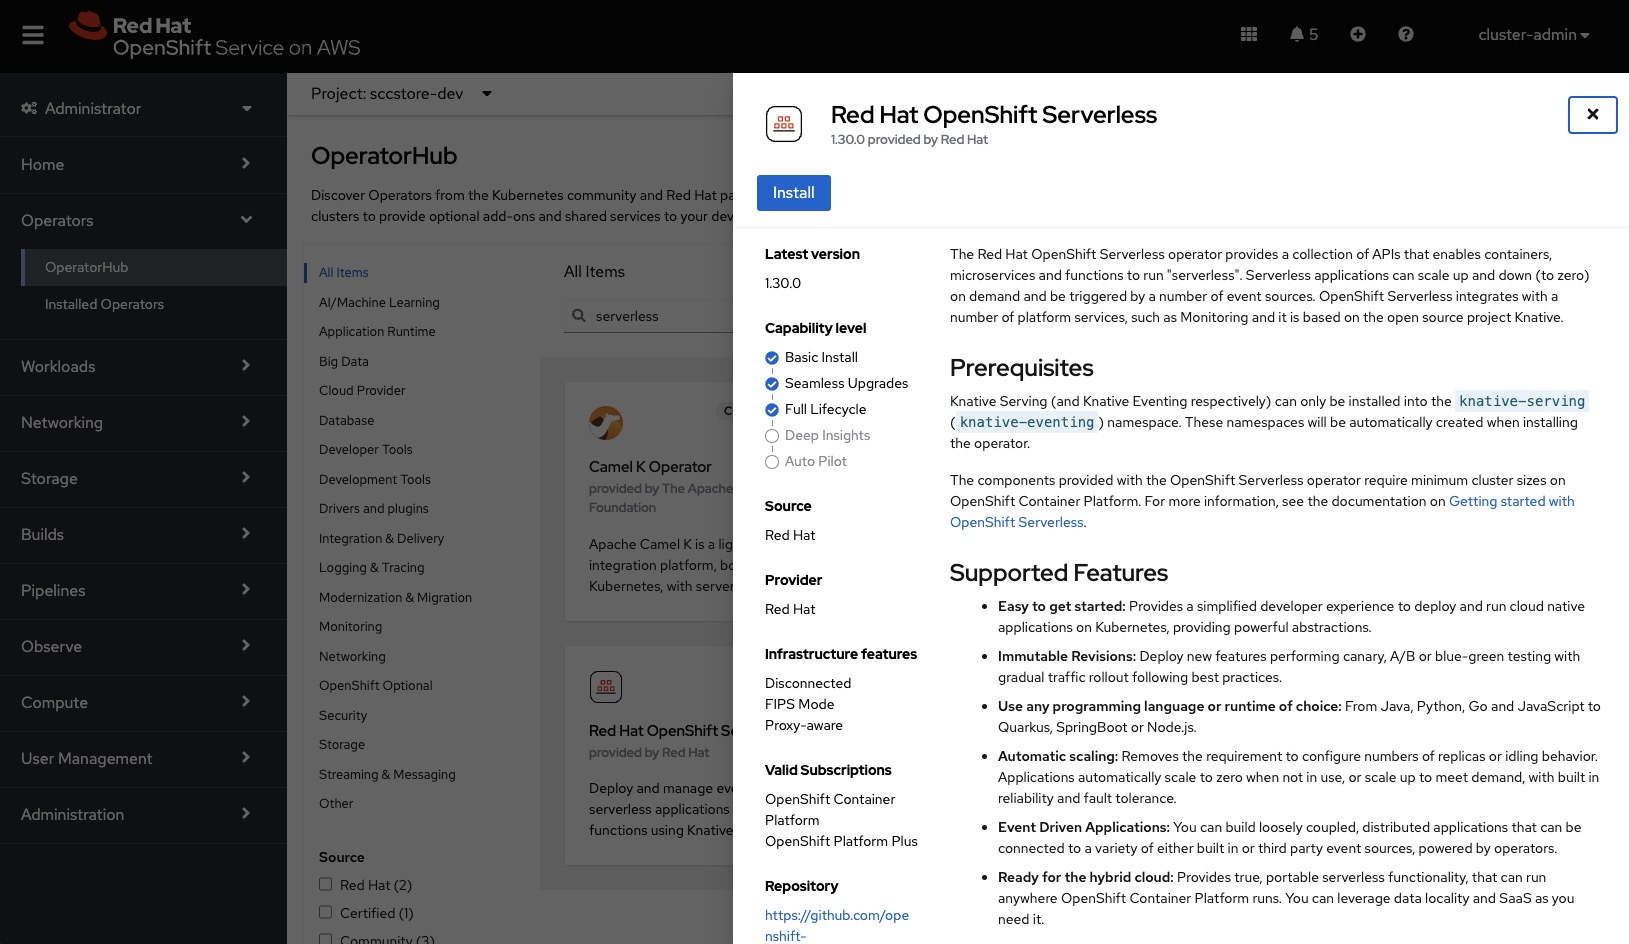 Red Hat
OpenShift Service on AWS
5
cluster-admin
Administrator
Home
Operators
OperatorHub
Installed Operators
Workloads
Networking
Storage
Builds
Pipelines
Observe
Compute
User Management
Administration
Project: sccstore-dev
OperatorHub
Discover Operators from the Kubernetes community and Red Hat pa
clusters to provide optional add-ons and shared services to your dev
All Items
AI/Machine Learning
Application Runtime
Big Data
Cloud Provider
Database
Developer Tools
Development Tools
Drivers and plugins
Integration & Delivery
Logging & Tracing
Modernization & Migration
Monitoring
Networking
OpenShift Optional
Security
Storage
Streaming & Messaging
Other
Source
Red Hat (2)
Certified (1)
Community (3)
All Items
serverless
C
Camel K Operator
provided by The Apache
Foundation
Apache Camel K is a lig
integration platform, bo
Kubernetes, with server
Red Hat OpenShift Se
provided by Red Hat
Deploy and manage eve
serverless applications
functions using Knative
Red Hat OpenShift Serverless
1.30.0 provided by Red Hat
Install
Latest version
1.30.0
Capability level
Basic Install
Seamless Upgrades
Full Lifecycle
Deep Insights
Auto Pilot
Source
Red Hat
Provider
Red Hat
Infrastructure features
Disconnected
FIPS Mode
Proxy-aware
Valid Subscriptions
OpenShift Container
Platform
OpenShift Platform Plus
Repository
https://github.com/ope
nshift-
The Red Hat OpenShift Serverless operator provides a collection of APIs that enables containers,
microservices and functions to run "serverless". Serverless applications can scale up and down (to zero)
on demand and be triggered by a number of event sources. OpenShift Serverless integrates with a
number of platform services, such as Monitoring and it is based on the open source project Knative.
Prerequisites
Knative Serving (and Knative Eventing respectively) can only be installed into the knative-serving
(knative-eventing) namespace. These namespaces will be automatically created when installing
the operator.
The components provided with the OpenShift Serverless operator require minimum cluster sizes on
OpenShift Container Platform. For more information, see the documentation on Getting started with
OpenShift Serverless.
Supported Features
• Easy to get started: Provides a simplified developer experience to deploy and run cloud native
applications on Kubernetes, providing powerful abstractions.
• Immutable Revisions: Deploy new features performing canary, A/B or blue-green testing with
gradual traffic rollout following best practices.
• Use any programming language or runtime of choice: From Java, Python, Go and JavaScript to
Quarkus, SpringBoot or Node.js.
• Automatic scaling: Removes the requirement to configure numbers of replicas or idling behavior.
Applications automatically scale to zero when not in use, or scale up to meet demand, with built in
reliability and fault tolerance.
• Event Driven Applications: You can build loosely coupled, distributed applications that can be
connected to a variety of either built in or third party event sources, powered by operators.
• Ready for the hybrid cloud: Provides true, portable serverless functionality, that can run
anywhere OpenShift Container Platform runs. You can leverage data locality and SaaS as you
need it.